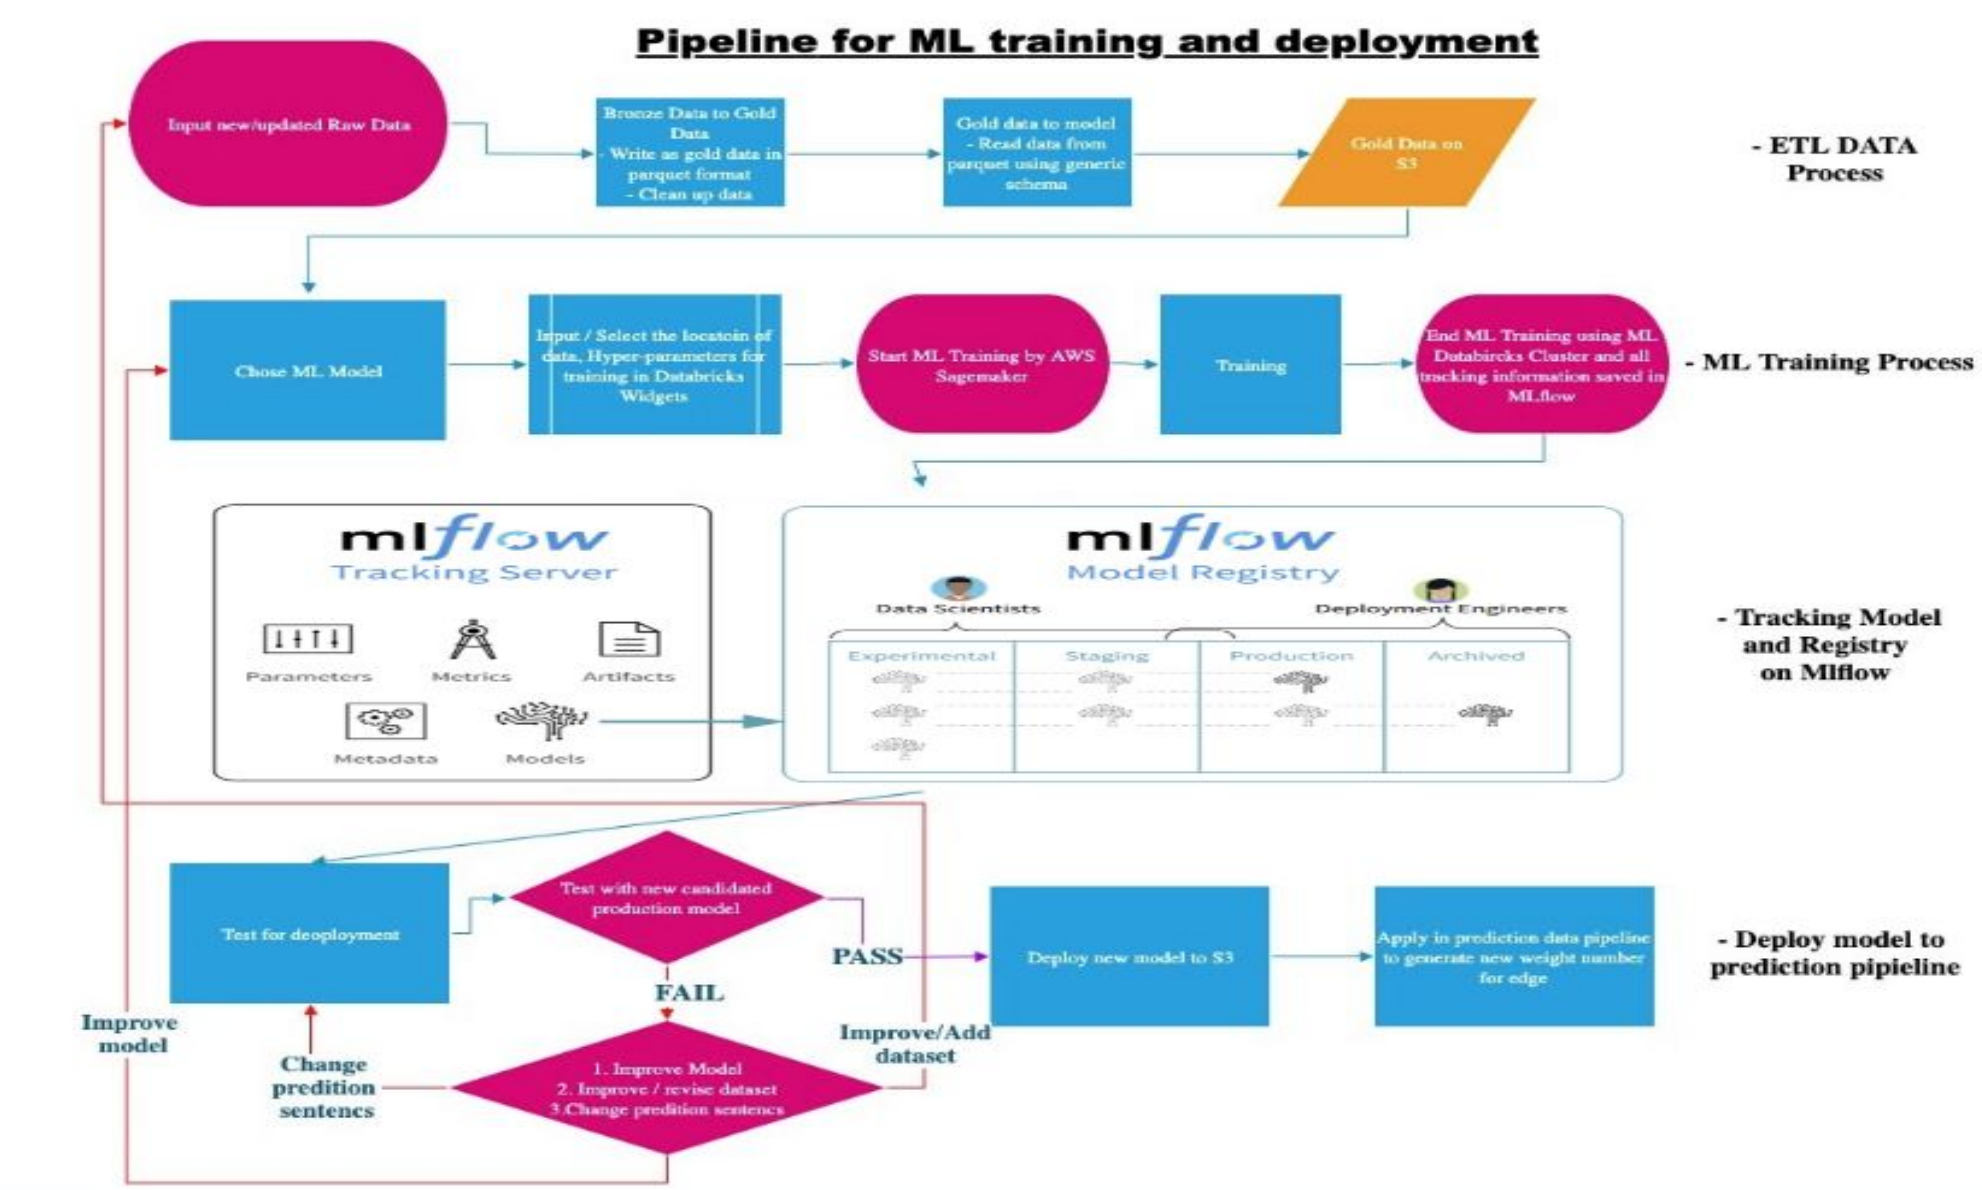 Pipeline for ML training and deployment
Input new/updated Raw Data
Bronze Data to Gold
Data
- Write as gold data in
parquet format
- Clean up data
Gold data to model
- Read data from
parquet using generic
schema
Gold Data on
S3
- ETL DATA
Process
Chose ML Model
Input / Select the locatoin of
data, Hyper-parameters for
training in Databricks
Widgets
Start ML Training by AWS
Sagemaker
Training
End ML Training using ML
Databircks Cluster and all
tracking information saved in
MLflow
- ML Training Process
mlflow
Tracking Server
Parameters
Metrics
Artifacts
Metadata
Models
mlflow
Model Registry
Data Scientists
Deployment Engineers
Experimental
Staging
Production
Archived
- Tracking Model
and Registry
on Mlflow
Test for deoployment
Test with new candidated
production model
PASS
FAIL
Deploy new model to S3
Apply in prediction data pipeline
to generate new weight number
for edge
- Deploy model to
prediction pipieline
Improve
model
Change
predition
sentencs
1. Improve Model
2. Improve / revise dataset
3.Change predition sentencs
Improve/Add
dataset